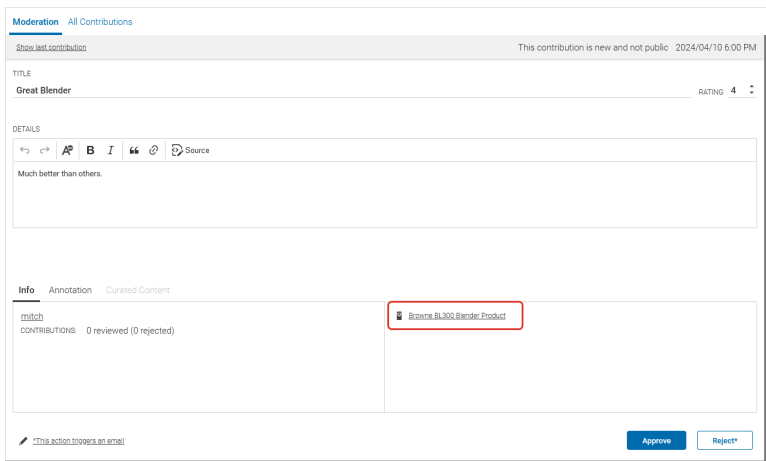 Moderation All Contributions
Show last contribution This contribution is new and not public 2024/04/10 6:00 PM
TITLE
Great Blender RATING 4
DETAILS
B I Source
Much better than others.
Info Annotation Curated Content
mitch
CONTRIBUTIONS: 0 reviewed (0 rejected)
Browne BL300 Blender Product
*This action triggers an email Approve Reject*